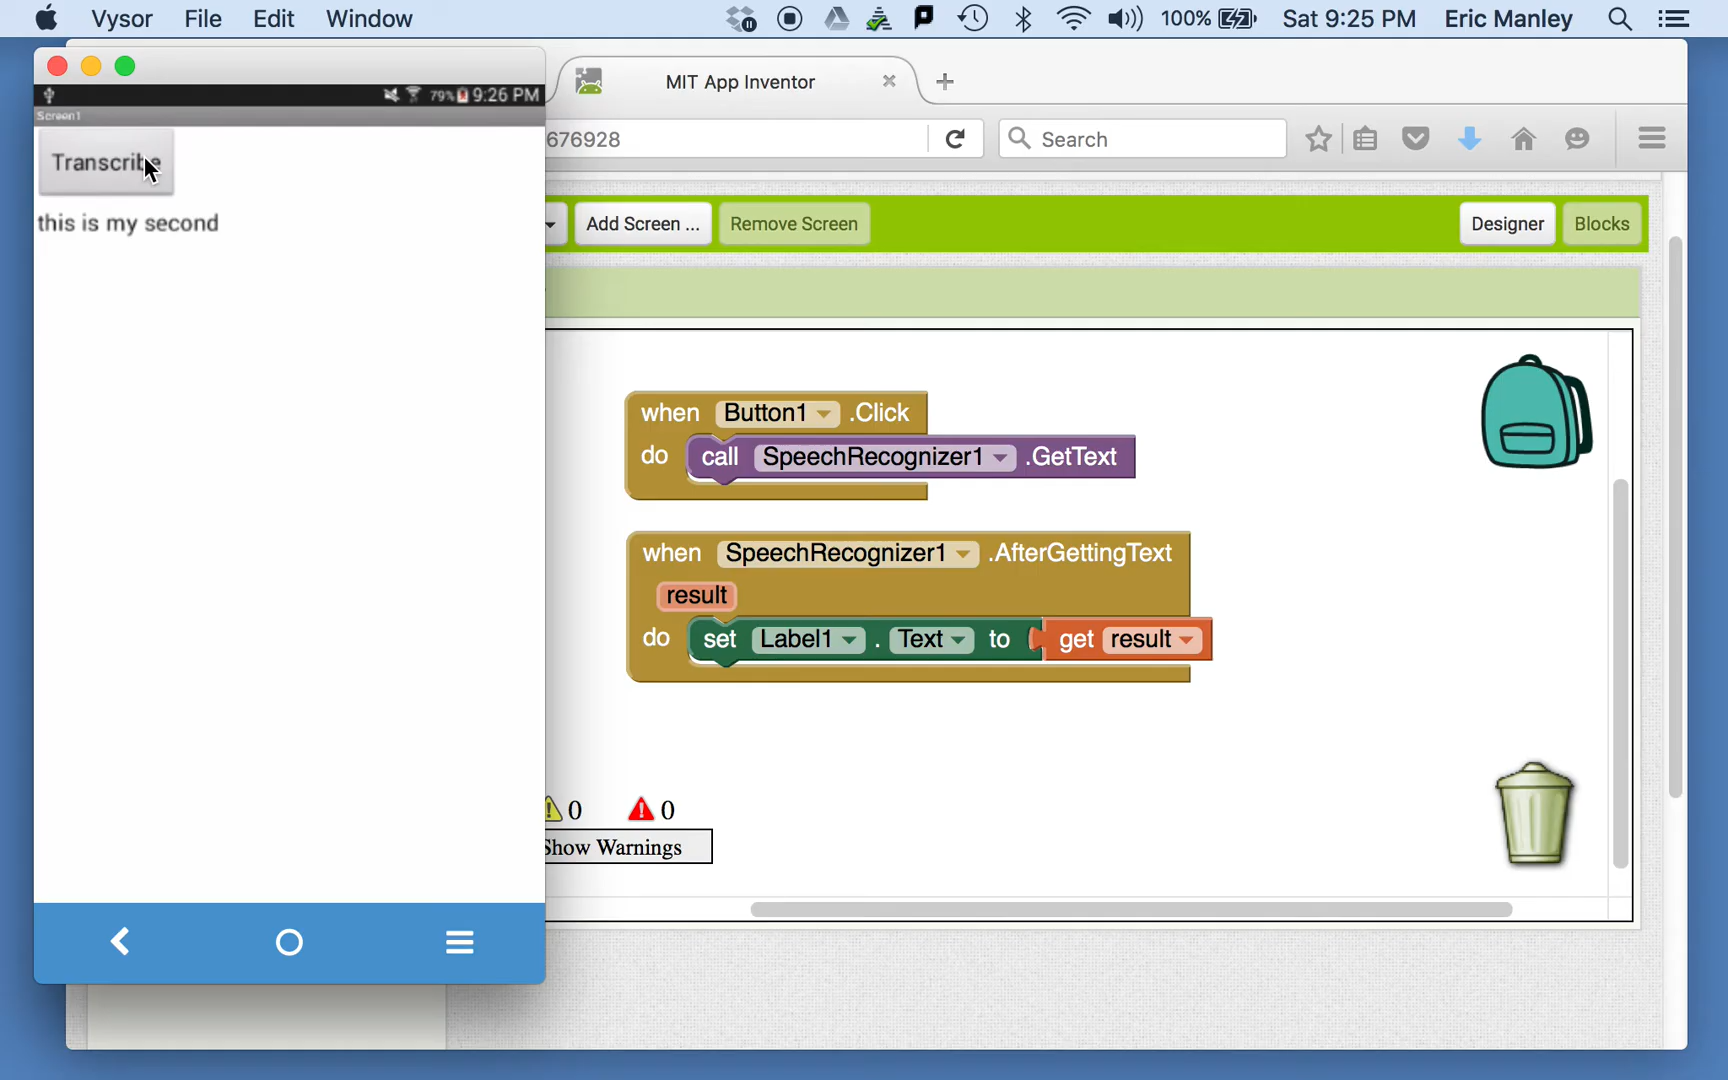 Vysor File Edit Window 100% Sat 9:25 PM Eric Manley
MIT App Inventor
79% 9:26 PM
Screen1
676928
Search
Transcribe
this is my second
Add Screen ...
Remove Screen
Designer
Blocks
when Button1 .Click
do call SpeechRecognizer1 .GetText
when SpeechRecognizer1 .AfterGettingText
result
do set Label1 . Text to get result
0 0
Show Warnings